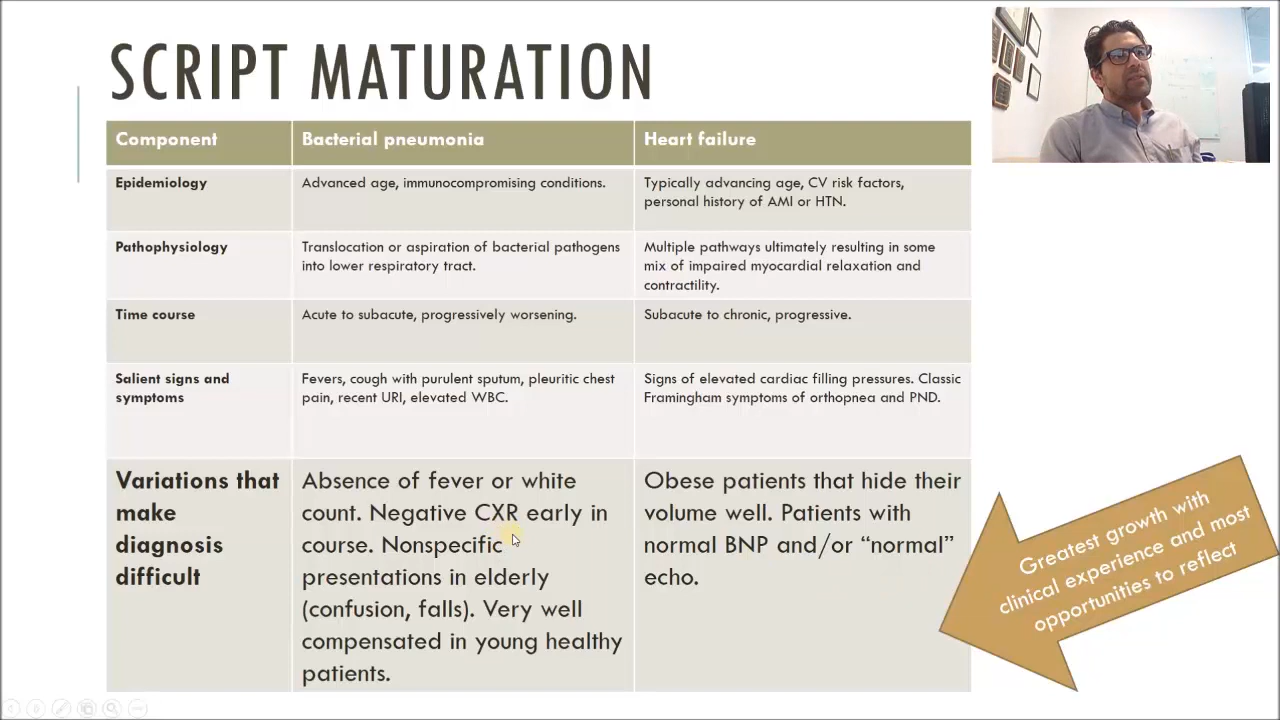 SCRIPT MATURATION
Component
Bacterial pneumonia
Heart failure
Epidemiology
Advanced age, immunocompromising conditions.
Typically advancing age, CV risk factors,
personal history of AMI or HTN.
Pathophysiology
Translocation or aspiration of bacterial pathogens
into lower respiratory tract.
Multiple pathways ultimately resulting in some
mix of impaired myocardial relaxation and
contractility.
Time course
Acute to subacute, progressively worsening.
Subacute to chronic, progressive.
Salient signs and
symptoms
Fevers, cough with purulent sputum, pleuritic chest
pain, recent URI, elevated WBC.
Signs of elevated cardiac filling pressures. Classic
Framingham symptoms of orthopnea and PND.
Variations that
make
diagnosis
difficult
Absence of fever or white
count. Negative CXR early in
course. Nonspecific
presentations in elderly
(confusion, falls). Very well
compensated in young healthy
patients.
Obese patients that hide their
volume well. Patients with
normal BNP and/or “normal”
echo.
Greatest growth with
clinical experience and most
opportunities to reflect